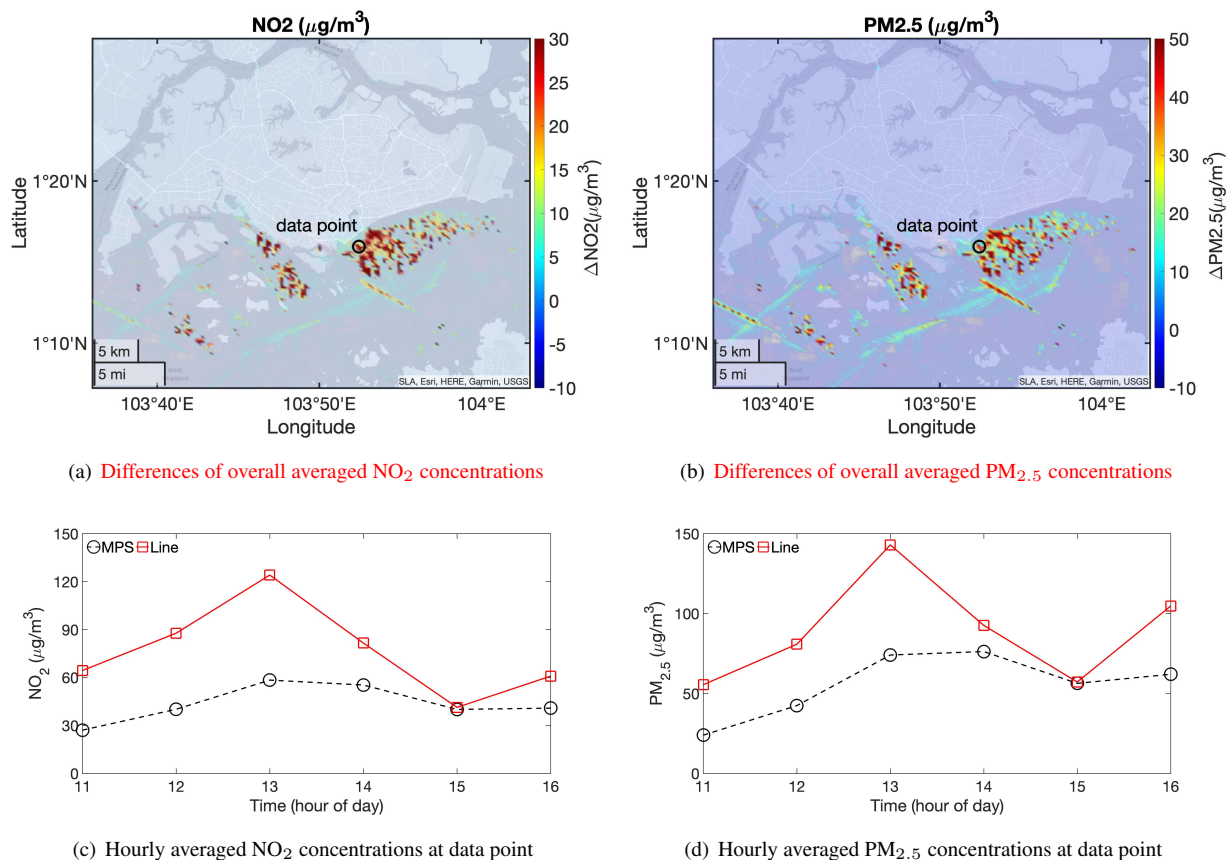 NO2 (μg/m³)
1°20'N
1°10'N
Latitude
data point
5 km
5 mi
SLA, Esri, HERE, Garmin, USGS
103°40'E
103°50'E
104°E
Longitude
30
25
20
15
10
5
0
-5
-10
△NO2(μg/m³)
(a) Differences of overall averaged NO₂ concentrations
PM2.5 (μg/m³)
1°20'N
1°10'N
Latitude
data point
5 km
5 mi
SLA, Esri, HERE, Garmin, USGS
103°40'E
103°50'E
104°E
Longitude
50
40
30
20
10
0
-10
△PM2.5(μg/m³)
(b) Differences of overall averaged PM₂.₅ concentrations
MPS Line
150
120
90
60
30
0
NO₂ (μg/m³)
11 12 13 14 15 16
Time (hour of day)
(c) Hourly averaged NO₂ concentrations at data point
MPS Line
150
100
50
0
PM₂.₅ (μg/m³)
11 12 13 14 15 16
Time (hour of day)
(d) Hourly averaged PM₂.₅ concentrations at data point